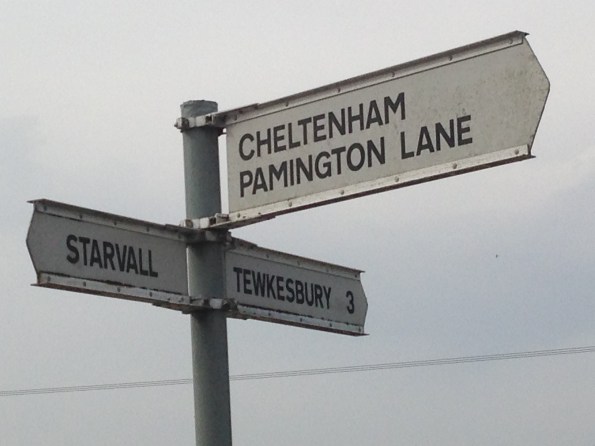 CHELTENHAM
PAMINGTON LANE
STARVALL
TEWKESBURY 3